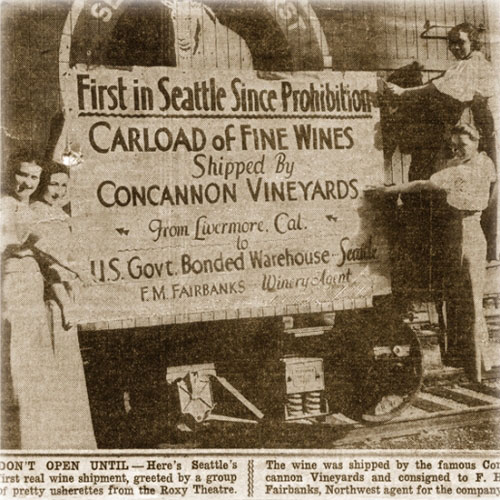 First in Seattle Since Prohibition
CARLOAD OF FINE WINES
Shipped By
CONCANNON VINEYARDS
From Livermore, Cal.
to
U.S. Govt. Bonded Warehouse - Seattle
F.M. FAIRBANKS - Winery Agent
DON'T OPEN UNTIL — Here's Seattle's
first real wine shipment, greeted by a group
of pretty usherettes from the Roxy Theatre.
The wine was shipped by the famous Con
cannon Vineyards and consigned to F.
Fairbanks, Northwest agent for the company